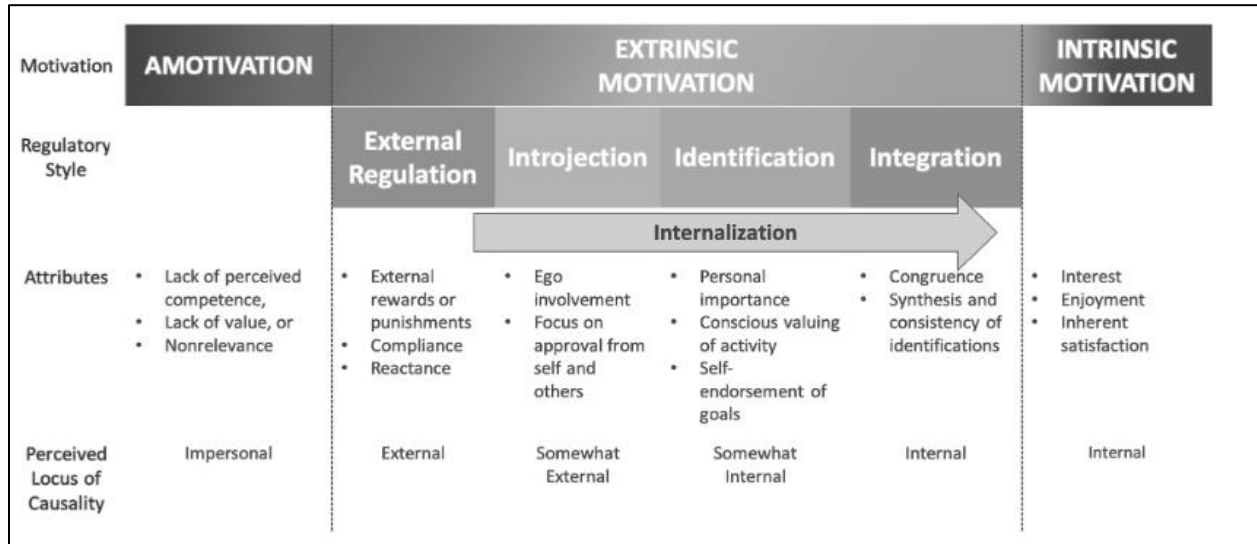 Motivation
AMOTIVATION
EXTRINSIC
MOTIVATION
INTRINSIC
MOTIVATION
Regulatory
Style
External
Regulation
Introjection
Identification
Integration
Internalization
Attributes
• Lack of perceived
competence,
• Lack of value, or
• Nonrelevance
• External
rewards or
punishments
• Compliance
• Reactance
• Ego
involvement
• Focus on
approval from
self and
others
• Personal
importance
• Conscious valuing
of activity
• Self-
endorsement of
goals
• Congruence
• Synthesis and
consistency of
identifications
• Interest
• Enjoyment
• Inherent
satisfaction
Perceived
Locus of
Causality
Impersonal
External
Somewhat
External
Somewhat
Internal
Internal
Internal